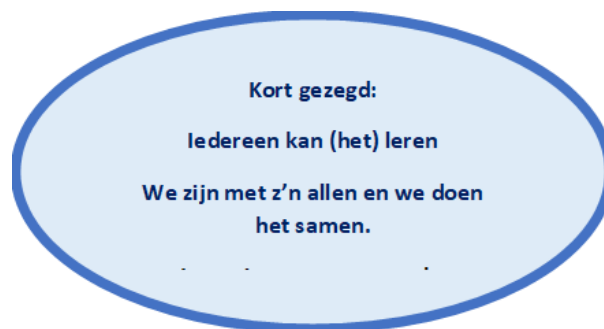 Kort gezegd:
Iedereen kan (het) leren
We zijn met z’n allen en we doen
het samen.